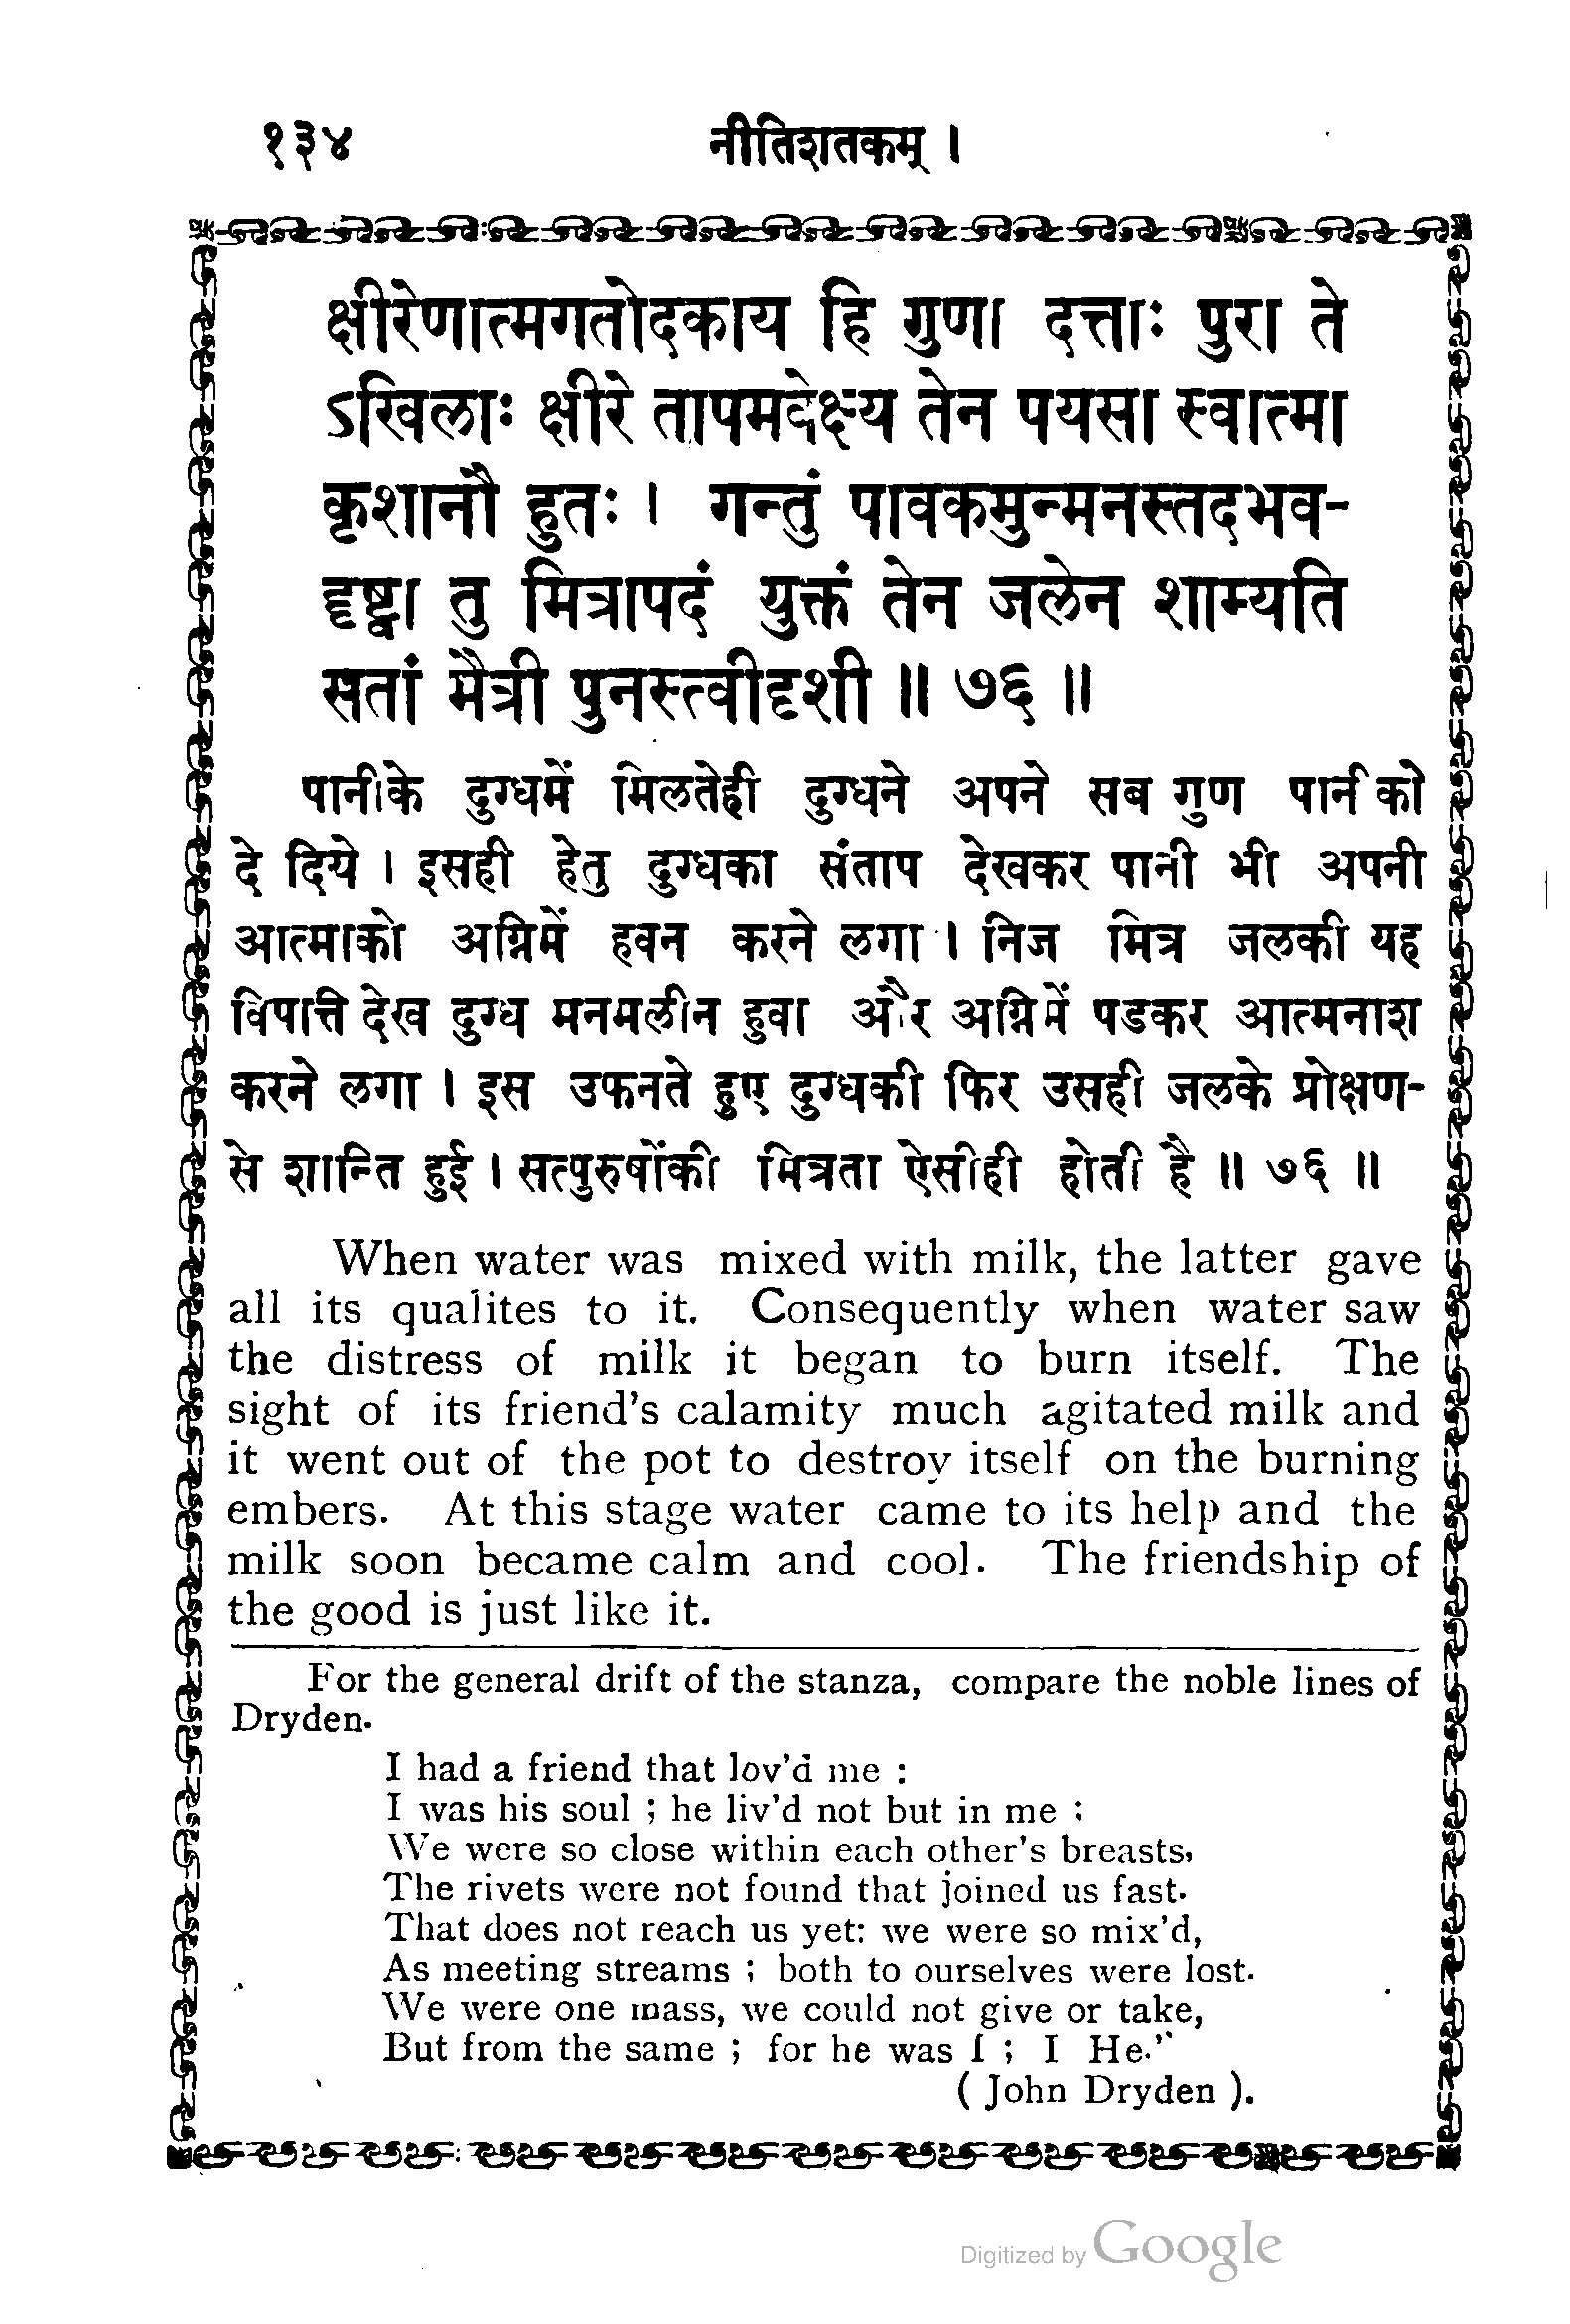 १३४ नीतिशतकम् ।
क्षीरेणात्मगतोदकाय हि गुणा दत्ताः पुरा ते
ऽखिलाः क्षीरे तापमवेक्ष्य तेन पयसा स्वात्मा
कृशानौ हुतः । गन्तुं पावकमुन्मनस्तदभव-
दृष्ट्वा तु मित्रापदं युक्तं तेन जलेन शाम्यति
सतां मैत्री पुनस्त्वीदृशी ॥ ७६ ॥
पानीके दुग्धमें मिलतेही दुग्धने अपने सब गुण पानीको
दे दिये । इसही हेतु दुग्धका संताप देखकर पानी भी अपनी
आत्माको अग्निमें हवन करने लगा । निज मित्र जलकी यह
विपात्ति देख दुग्ध मनमलीन हुवा और अग्निमें पडकर आत्मनाश
करने लगा । इस उफनते हुए दुग्धकी फिर उसही जलके प्रोक्षण-
से शान्ति हुई । सत्पुरुषोंकी मित्रता ऐसीही होती है ॥ ७६ ॥
When water was mixed with milk, the latter gave
all its qualites to it. Consequently when water saw
the distress of milk it began to burn itself. The
sight of its friend's calamity much agitated milk and
it went out of the pot to destroy itself on the burning
embers. At this stage water came to its help and the
milk soon became calm and cool. The friendship of
the good is just like it.
For the general drift of the stanza, compare the noble lines of
Dryden.
I had a friend that lov'd me :
I was his soul ; he liv'd not but in me :
We were so close within each other's breasts,
The rivets were not found that joined us fast.
That does not reach us yet: we were so mix'd,
As meeting streams ; both to ourselves were lost.
We were one mass, we could not give or take,
But from the same ; for he was I ; I He."
( John Dryden ).
Digitized by Google